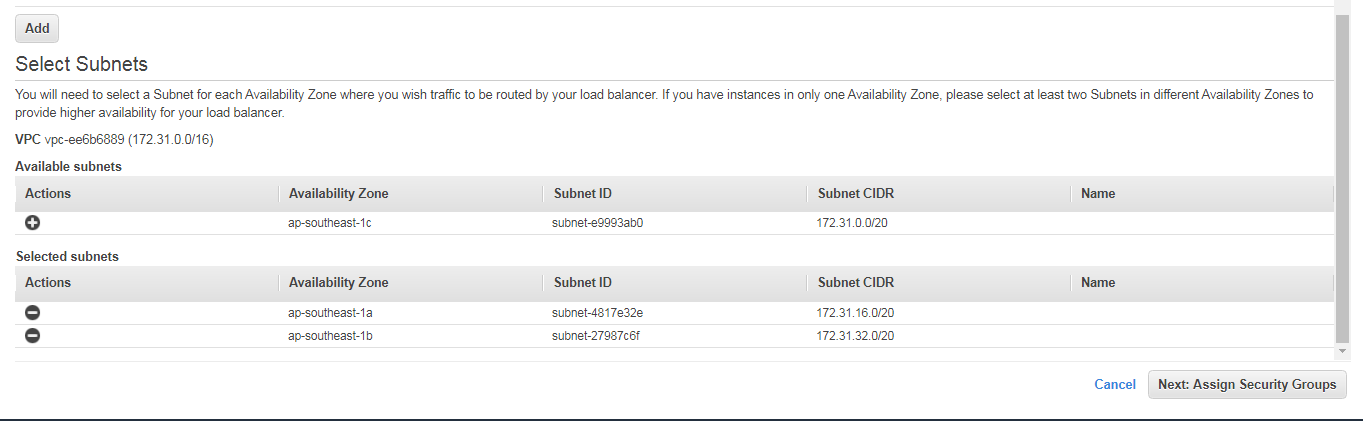 Add
Select Subnets
You will need to select a Subnet for each Availability Zone where you wish traffic to be routed by your load balancer. If you have instances in only one Availability Zone, please select at least two Subnets in different Availability Zones to
provide higher availability for your load balancer.
VPC vpc-ee6b6889 (172.31.0.0/16)
Available subnets
Actions Availability Zone Subnet ID Subnet CIDR Name
ap-southeast-1c subnet-e9993ab0 172.31.0.0/20
Selected subnets
Actions Availability Zone Subnet ID Subnet CIDR Name
ap-southeast-1a subnet-4817e32e 172.31.16.0/20
ap-southeast-1b subnet-27987c6f 172.31.32.0/20
Cancel Next: Assign Security Groups